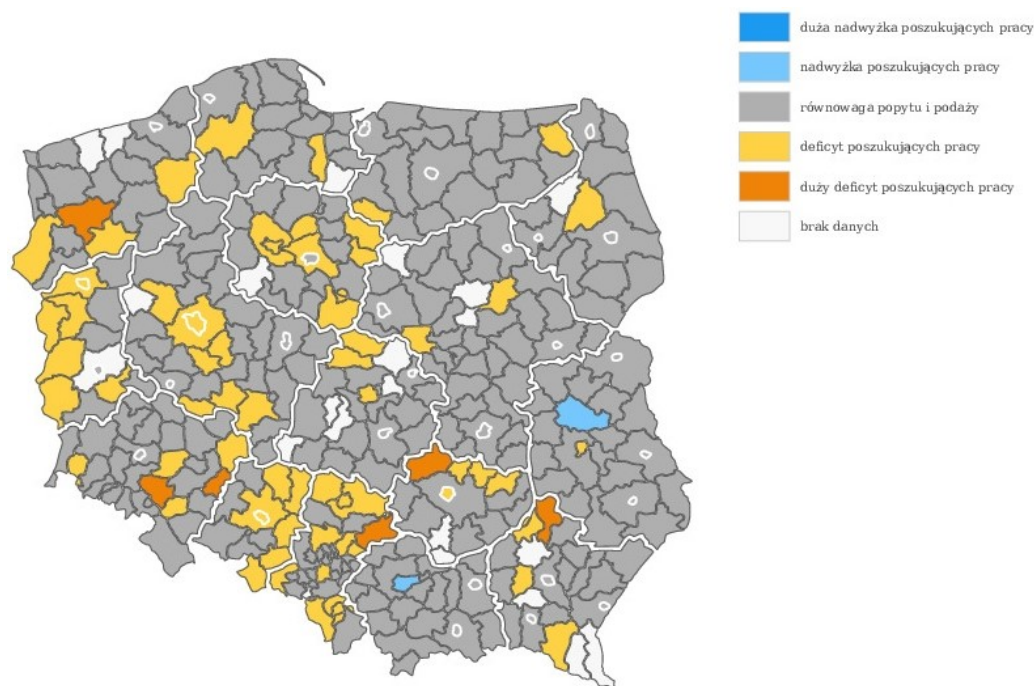 duża nadwyżka poszukujących pracy
nadwyżka poszukujących pracy
równowaga popytu i podaży
deficyt poszukujących pracy
duży deficyt poszukujących pracy
brak danych